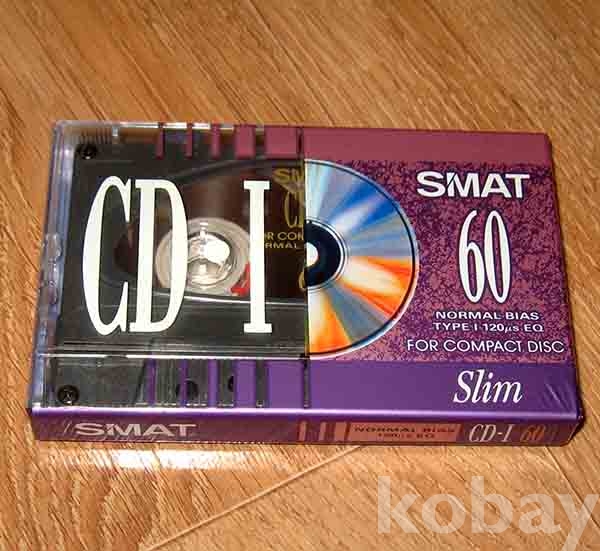 CD I
SMAT
60
NORMAL BIAS
TYPE I·120µs EQ
FOR COMPACT DISC
Slim
SMAT
NORMAL BIAS
120µs EQ
CD-I 60
kobay